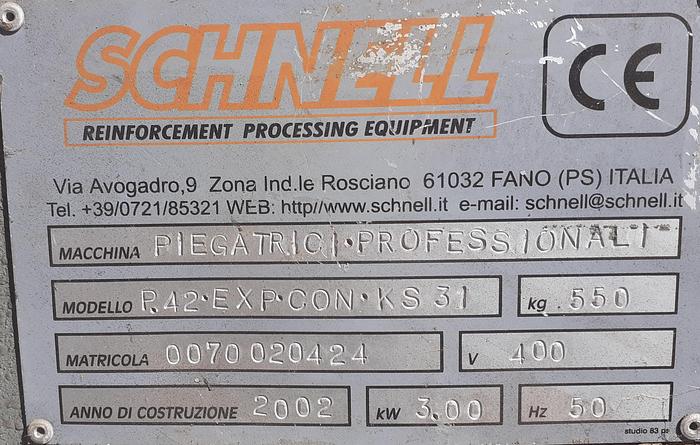 SCHNELL
CE
REINFORCEMENT PROCESSING EQUIPMENT
Via Avogadro,9 Zona Ind.le Rosciano 61032 FANO (PS) ITALIA
Tel. +39/0721/85321 WEB: http//www.schnell.it e-mail: schnell@schnell.it
MACCHINA PIEGATRICI·PROFESSIONALI
MODELLO P.42·EXP·CON·KS 31 kg. 550
MATRICOLA 0070020424 V 400
ANNO DI COSTRUZIONE 2002 KW 3.00 Hz 50
studio 83 ps